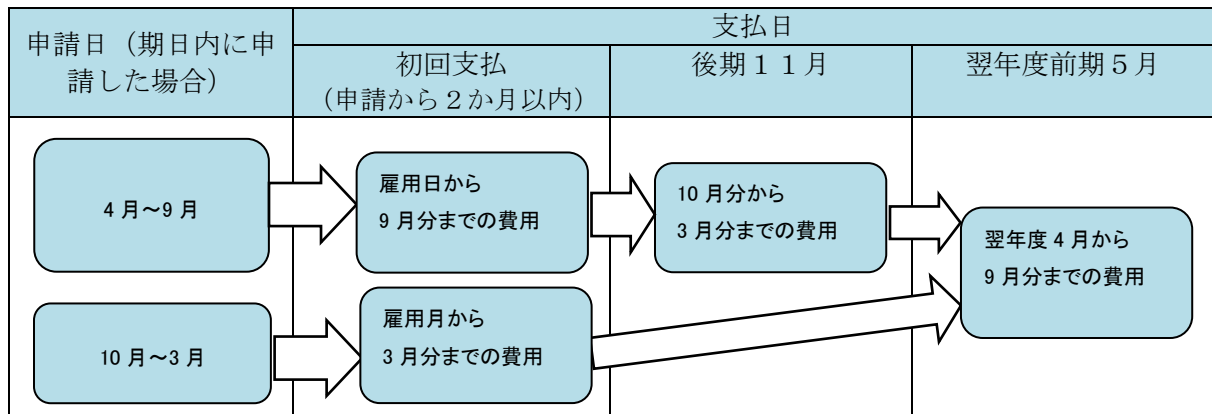 申請日（期日内に申
請した場合）
支払日
初回支払
（申請から２か月以内）
後期１１月
翌年度前期５月
4 月～9 月
雇用日から
9 月分までの費用
10 月分から
3 月分までの費用
翌年度 4 月から
9 月分までの費用
10 月～3 月
雇用月から
3 月分までの費用